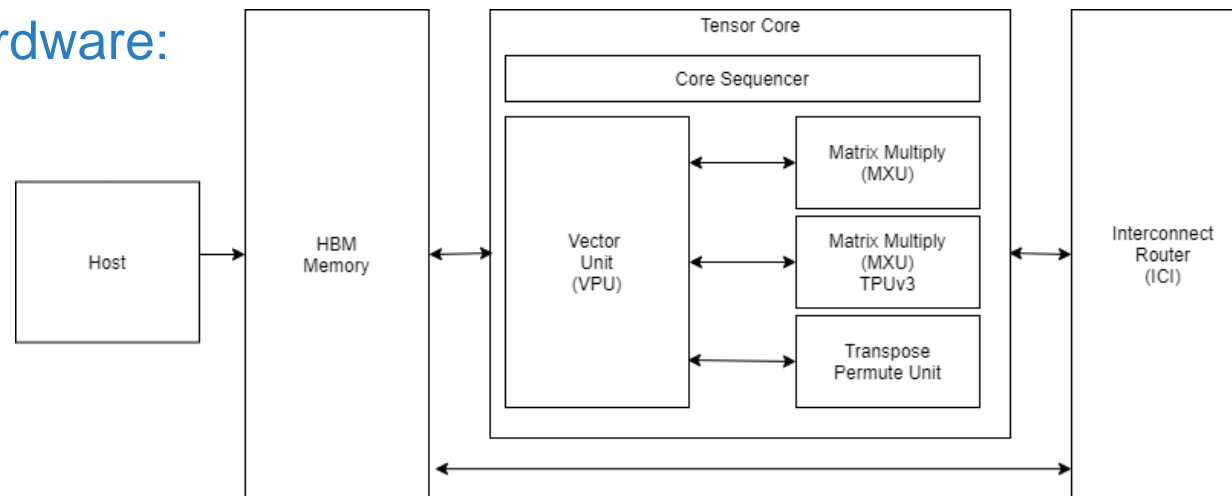 rdware:
Tensor Core
Core Sequencer
Host
HBM
Memory
Vector
Unit
(VPU)
Matrix Multiply
(MXU)
Matrix Multiply
(MXU)
TPUv3
Transpose
Permute Unit
Interconnect
Router
(ICI)